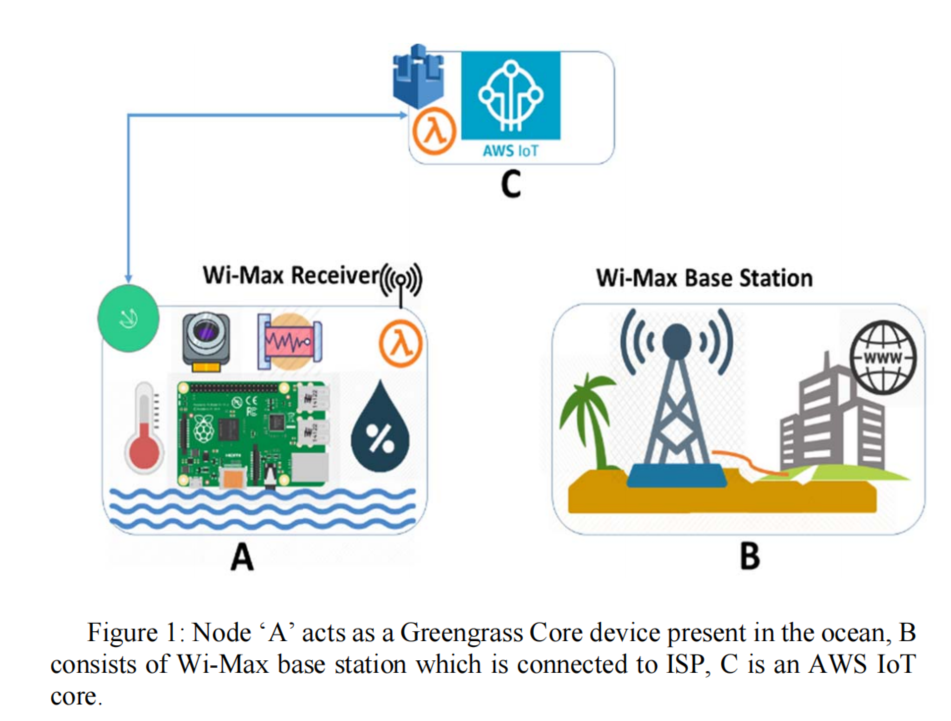 AWS IoT
C
Wi-Max Receiver
Wi-Max Base Station
WWW
%
A
B
Figure 1: Node ‘A’ acts as a Greengrass Core device present in the ocean, B
consists of Wi-Max base station which is connected to ISP, C is an AWS IoT
core.